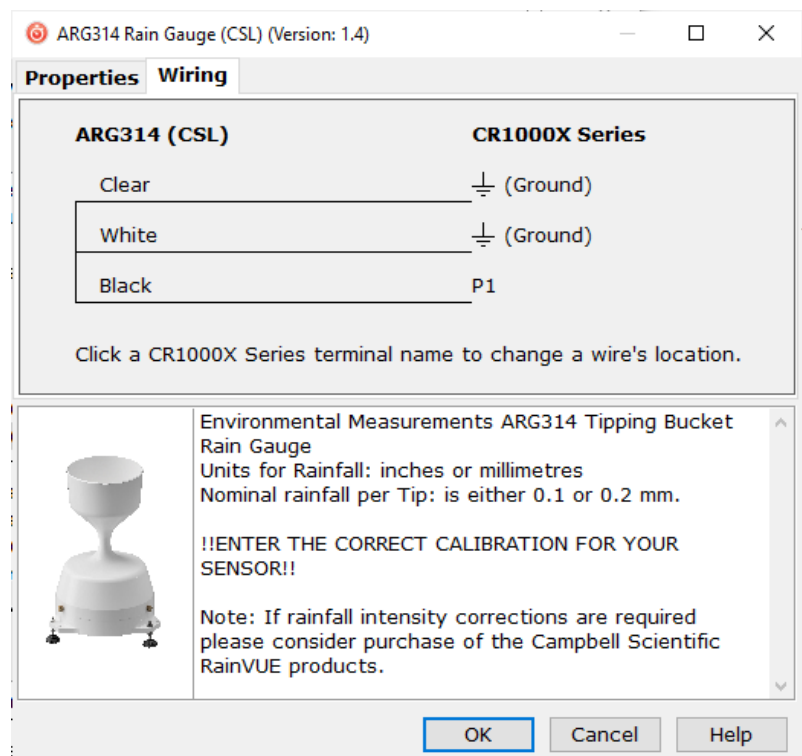 ARG314 Rain Gauge (CSL) (Version: 1.4)
Properties Wiring
ARG314 (CSL) CR1000X Series
Clear (Ground)
White (Ground)
Black P1
Click a CR1000X Series terminal name to change a wire's location.
Environmental Measurements ARG314 Tipping Bucket
Rain Gauge
Units for Rainfall: inches or millimetres
Nominal rainfall per Tip: is either 0.1 or 0.2 mm.
!!ENTER THE CORRECT CALIBRATION FOR YOUR
SENSOR!!
Note: If rainfall intensity corrections are required
please consider purchase of the Campbell Scientific
RainVUE products.
OK Cancel Help